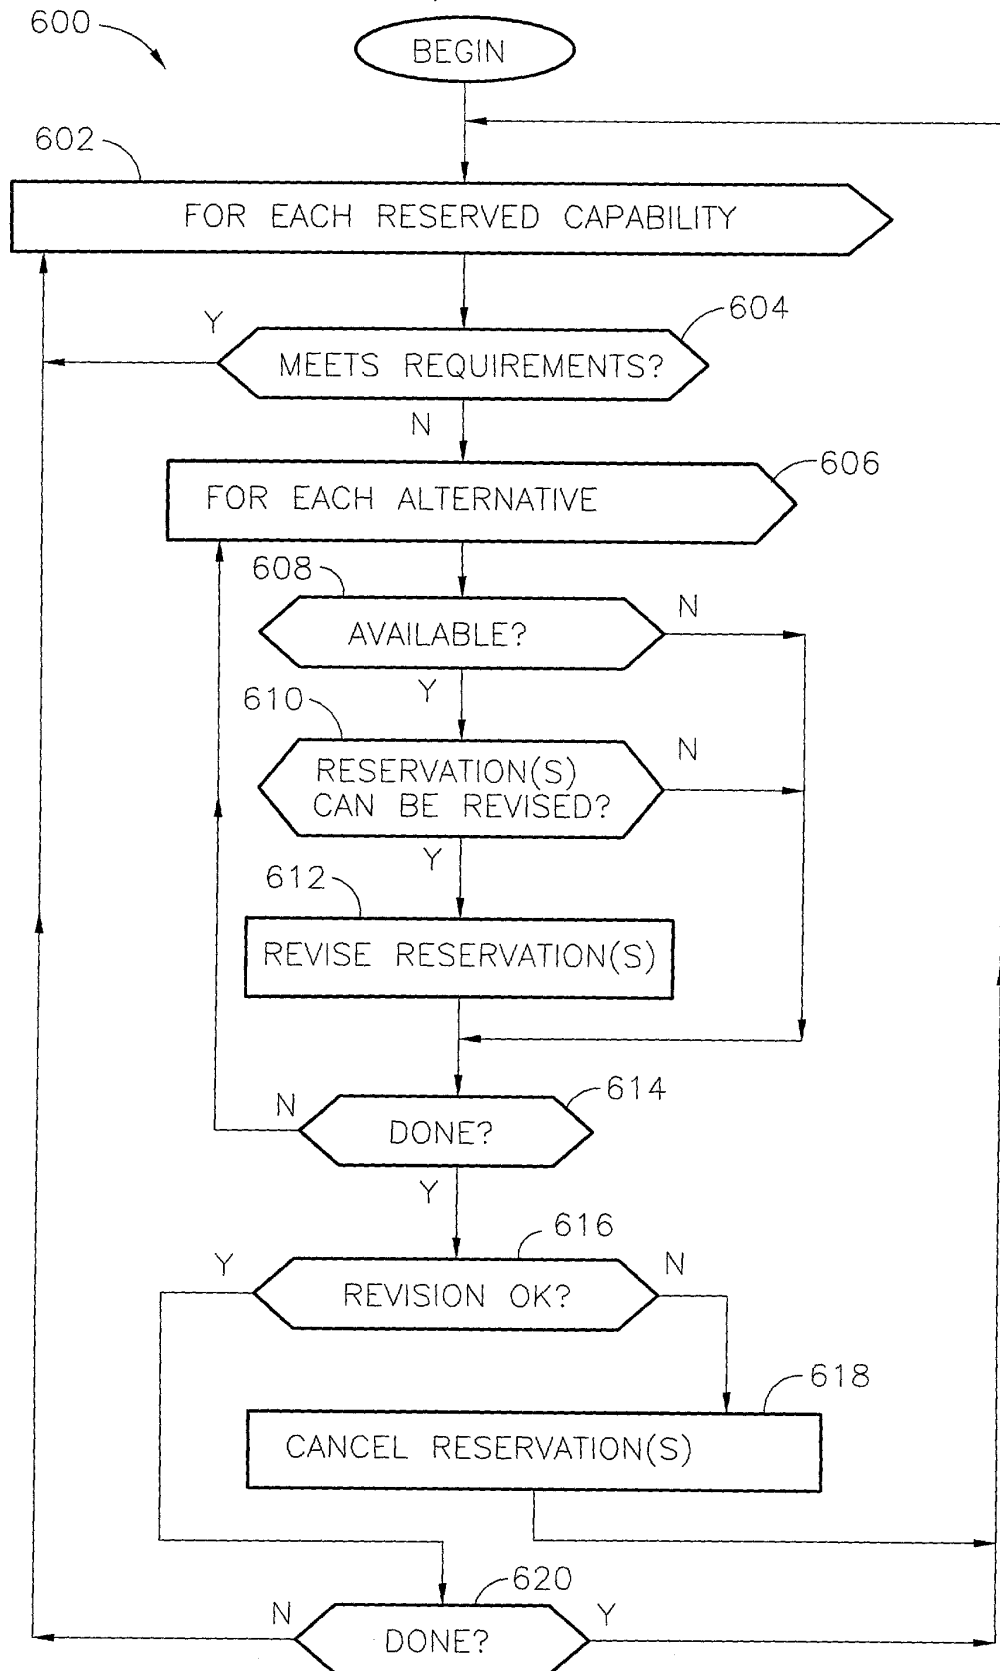 600
BEGIN
602
FOR EACH RESERVED CAPABILITY
Y
604
MEETS REQUIREMENTS?
N
606
FOR EACH ALTERNATIVE
608
N
AVAILABLE?
Y
610
N
RESERVATION(S)
CAN BE REVISED?
Y
612
REVISE RESERVATION(S)
614
N
DONE?
Y
616
Y
N
REVISION OK?
618
CANCEL RESERVATION(S)
620
N
Y
DONE?